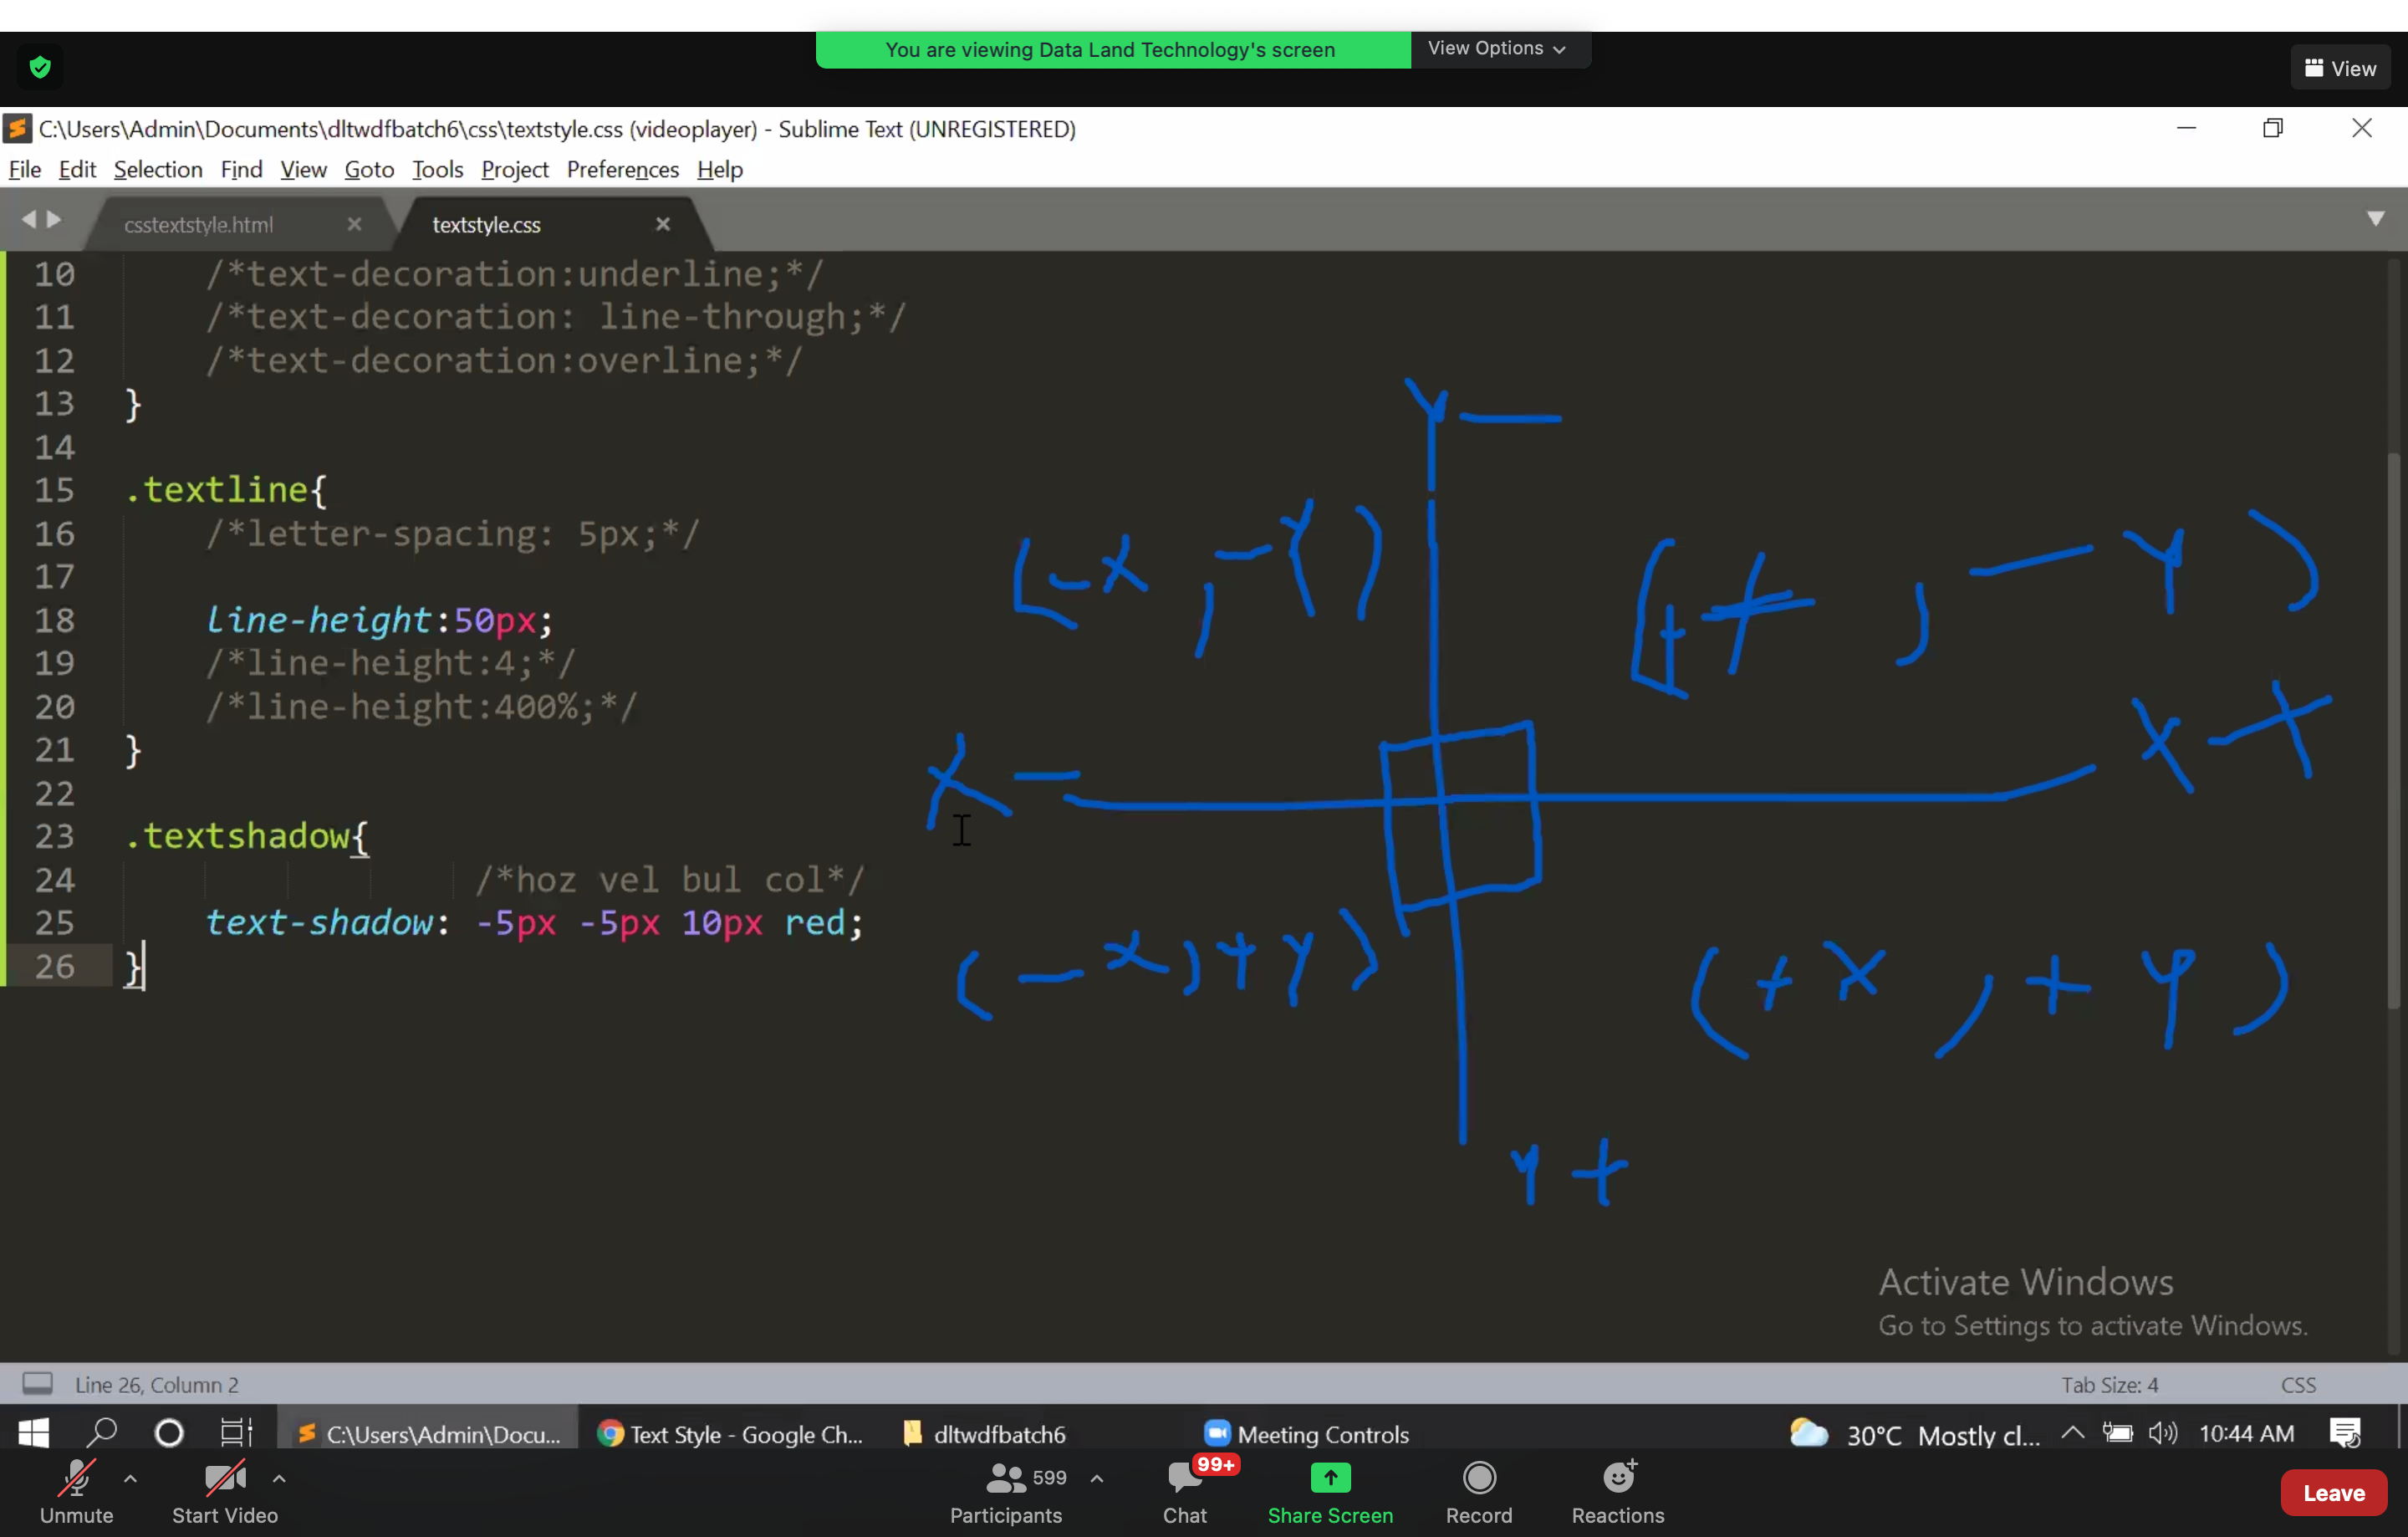 You are viewing Data Land Technology's screen
View Options
View
C:\Users\Admin\Documents\dltwdfbatch6\css\textstyle.css (videoplayer) - Sublime Text (UNREGISTERED)
File Edit Selection Find View Goto Tools Project Preferences Help
csstextstyle.html
textstyle.css
10 /*text-decoration:underline;*/
11 /*text-decoration: line-through;*/
12 /*text-decoration:overline;*/
13 }
14
15 .textline{
16 /*letter-spacing: 5px;*/
17
18 line-height:50px;
19 /*line-height:4;*/
20 /*line-height:400%;*/
21 }
22
23 .textshadow{
24 /*hoz vel bul col*/
25 text-shadow: -5px -5px 10px red;
26 }
Y -
(-x, -Y)
(++, - Y)
X -
X - +
(- x, + Y)
(+ X, + Y)
Y +
Activate Windows
Go to Settings to activate Windows.
Line 26, Column 2
Tab Size: 4
CSS
C:\Users\Admin\Docu...
Text Style - Google Ch...
dltwdfbatch6
Meeting Controls
30°C Mostly cl...
10:44 AM
Unmute
Start Video
599
Participants
99+
Chat
Share Screen
Record
Reactions
Leave